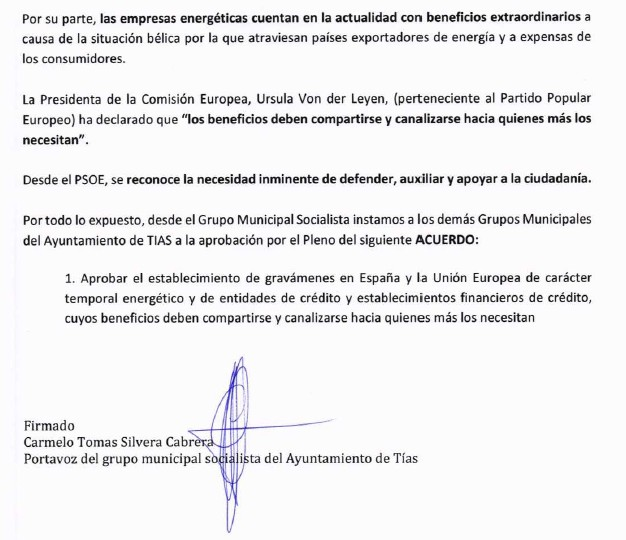 Por su parte, las empresas energéticas cuentan en la actualidad con beneficios extraordinarios a
causa de la situación bélica por la que atraviesan países exportadores de energía y a expensas de
los consumidores.
La Presidenta de la Comisión Europea, Ursula Von der Leyen, (perteneciente al Partido Popular
Europeo) ha declarado que “los beneficios deben compartirse y canalizarse hacia quienes más los
necesitan”.
Desde el PSOE, se reconoce la necesidad inminente de defender, auxiliar y apoyar a la ciudadanía.
Por todo lo expuesto, desde el Grupo Municipal Socialista instamos a los demás Grupos Municipales
del Ayuntamiento de TIAS a la aprobación por el Pleno del siguiente ACUERDO:
1. Aprobar el establecimiento de gravámenes en España y la Unión Europea de carácter
temporal energético y de entidades de crédito y establecimientos financieros de crédito,
cuyos beneficios deben compartirse y canalizarse hacia quienes más los necesitan
Firmado
Carmelo Tomas Silvera Cabrera
Portavoz del grupo municipal socialista del Ayuntamiento de Tías